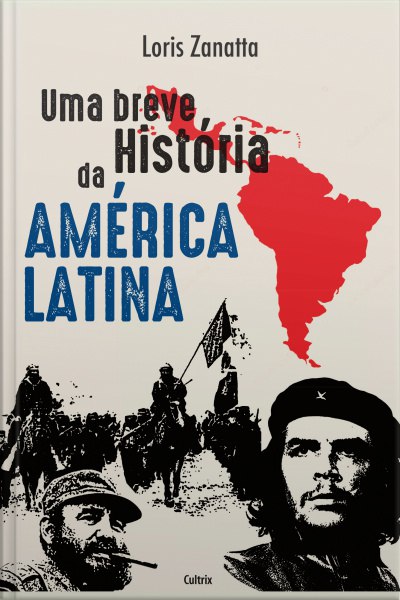 Loris Zanatta
Uma breve
História
da
AMÉRICA
LATINA
Cultrix